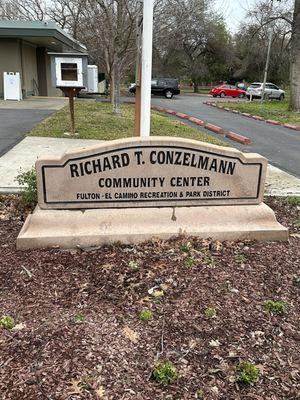 RICHARD T. CONZELMANN
COMMUNITY CENTER
FULTON - EL CAMINO RECREATION & PARK DISTRICT